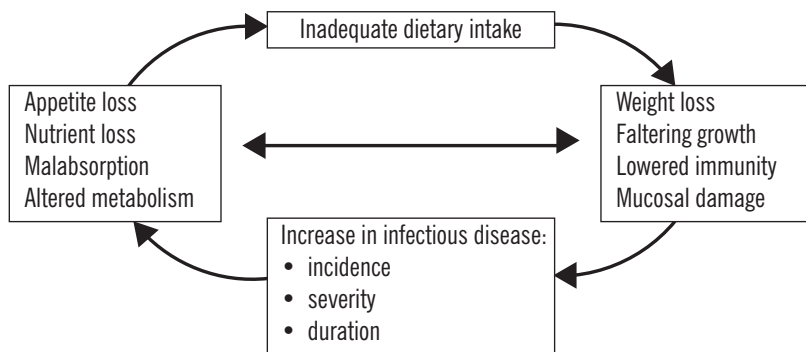 Inadequate dietary intake
Appetite loss
Nutrient loss
Malabsorption
Altered metabolism
Weight loss
Faltering growth
Lowered immunity
Mucosal damage
Increase in infectious disease:
• incidence
• severity
• duration